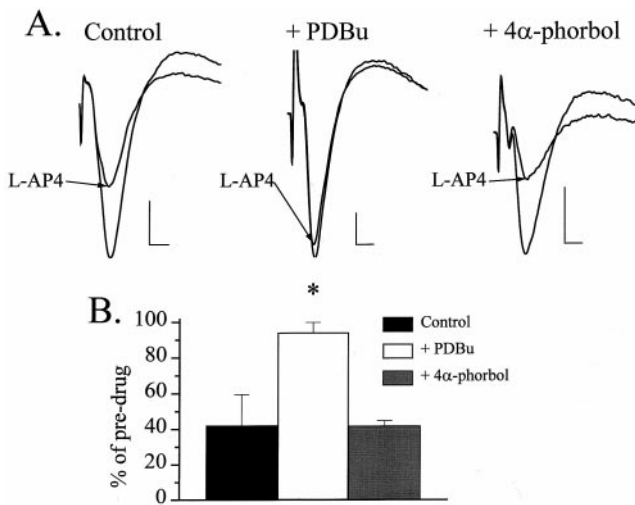 A.
Control
+ PDBu
+ 4α-phorbol
L-AP4
L-AP4
L-AP4
B.
*
% of pre-drug
100
80
60
40
20
0
Control
+ PDBu
+ 4α-phorbol